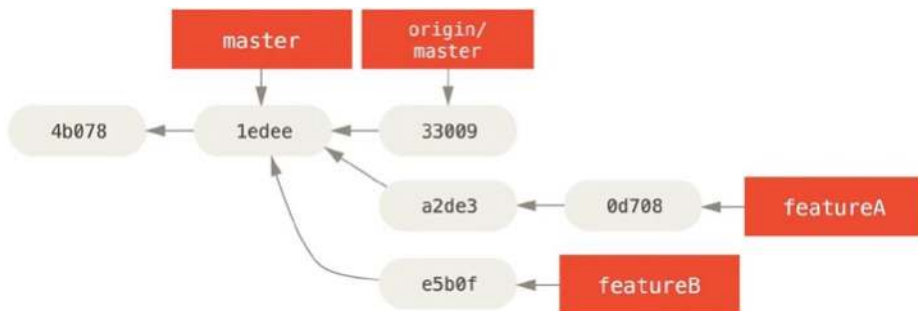 master
origin/
master
4b078
1edee
33009
a2de3
0d708
featureA
e5b0f
featureB